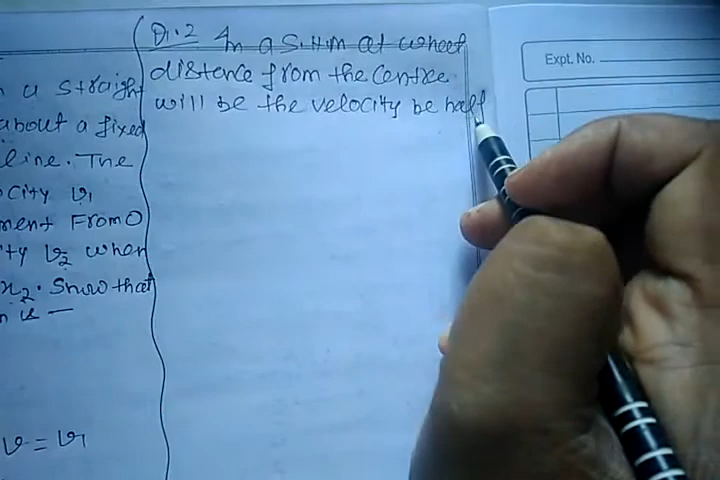 u straight
about a fixed
line. The
city v1
ment From O
ty v2 when
x2. Show that
n is —
v = v1
Q.2 In a S.H.M at what
distance from the centre
will be the velocity be half
Expt. No.